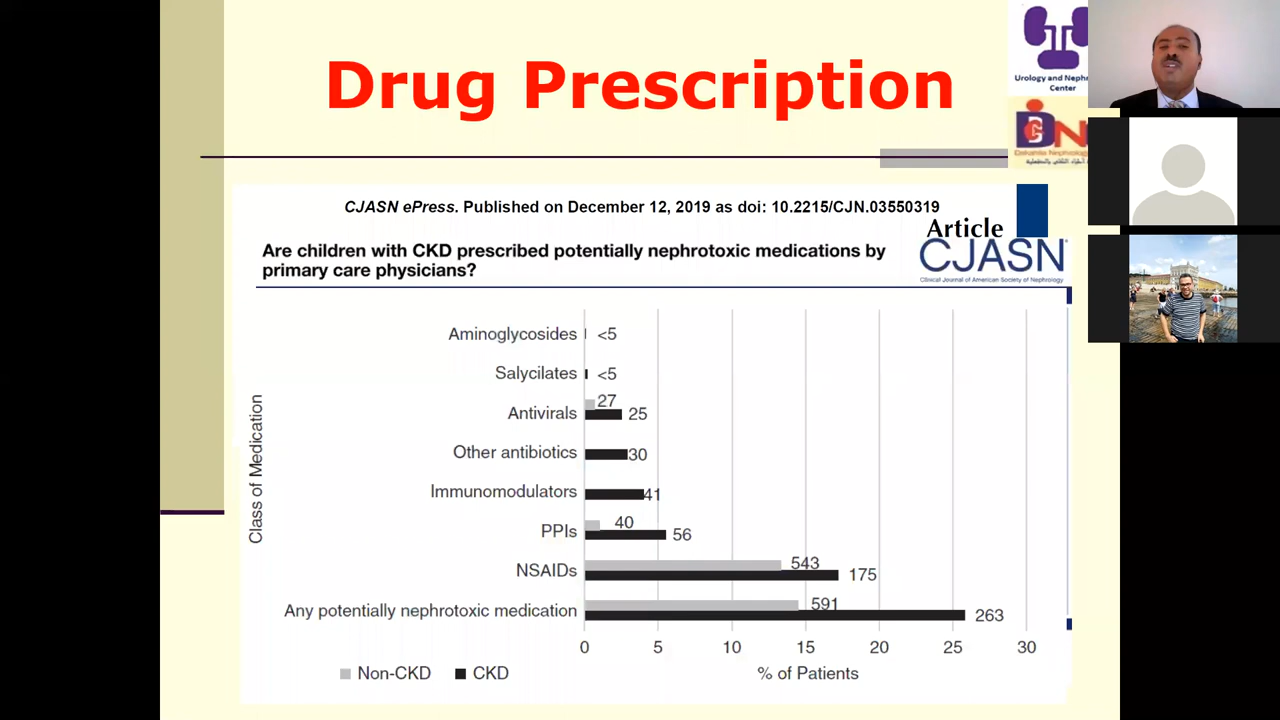 Drug Prescription
Urology and Neph
Center
Dakahlia Nephrology
CJASN ePress. Published on December 12, 2019 as doi: 10.2215/CJN.03550319
Article
CJASN
Clinical Journal of American Society of Nephrology
Are children with CKD prescribed potentially nephrotoxic medications by
primary care physicians?
Class of Medication
Aminoglycosides <5
Salycilates <5
Antivirals 27 25
Other antibiotics 30
Immunomodulators 41
PPIs 40 56
NSAIDs 543 175
Any potentially nephrotoxic medication 591 263
0 5 10 15 20 25 30
Non-CKD CKD % of Patients